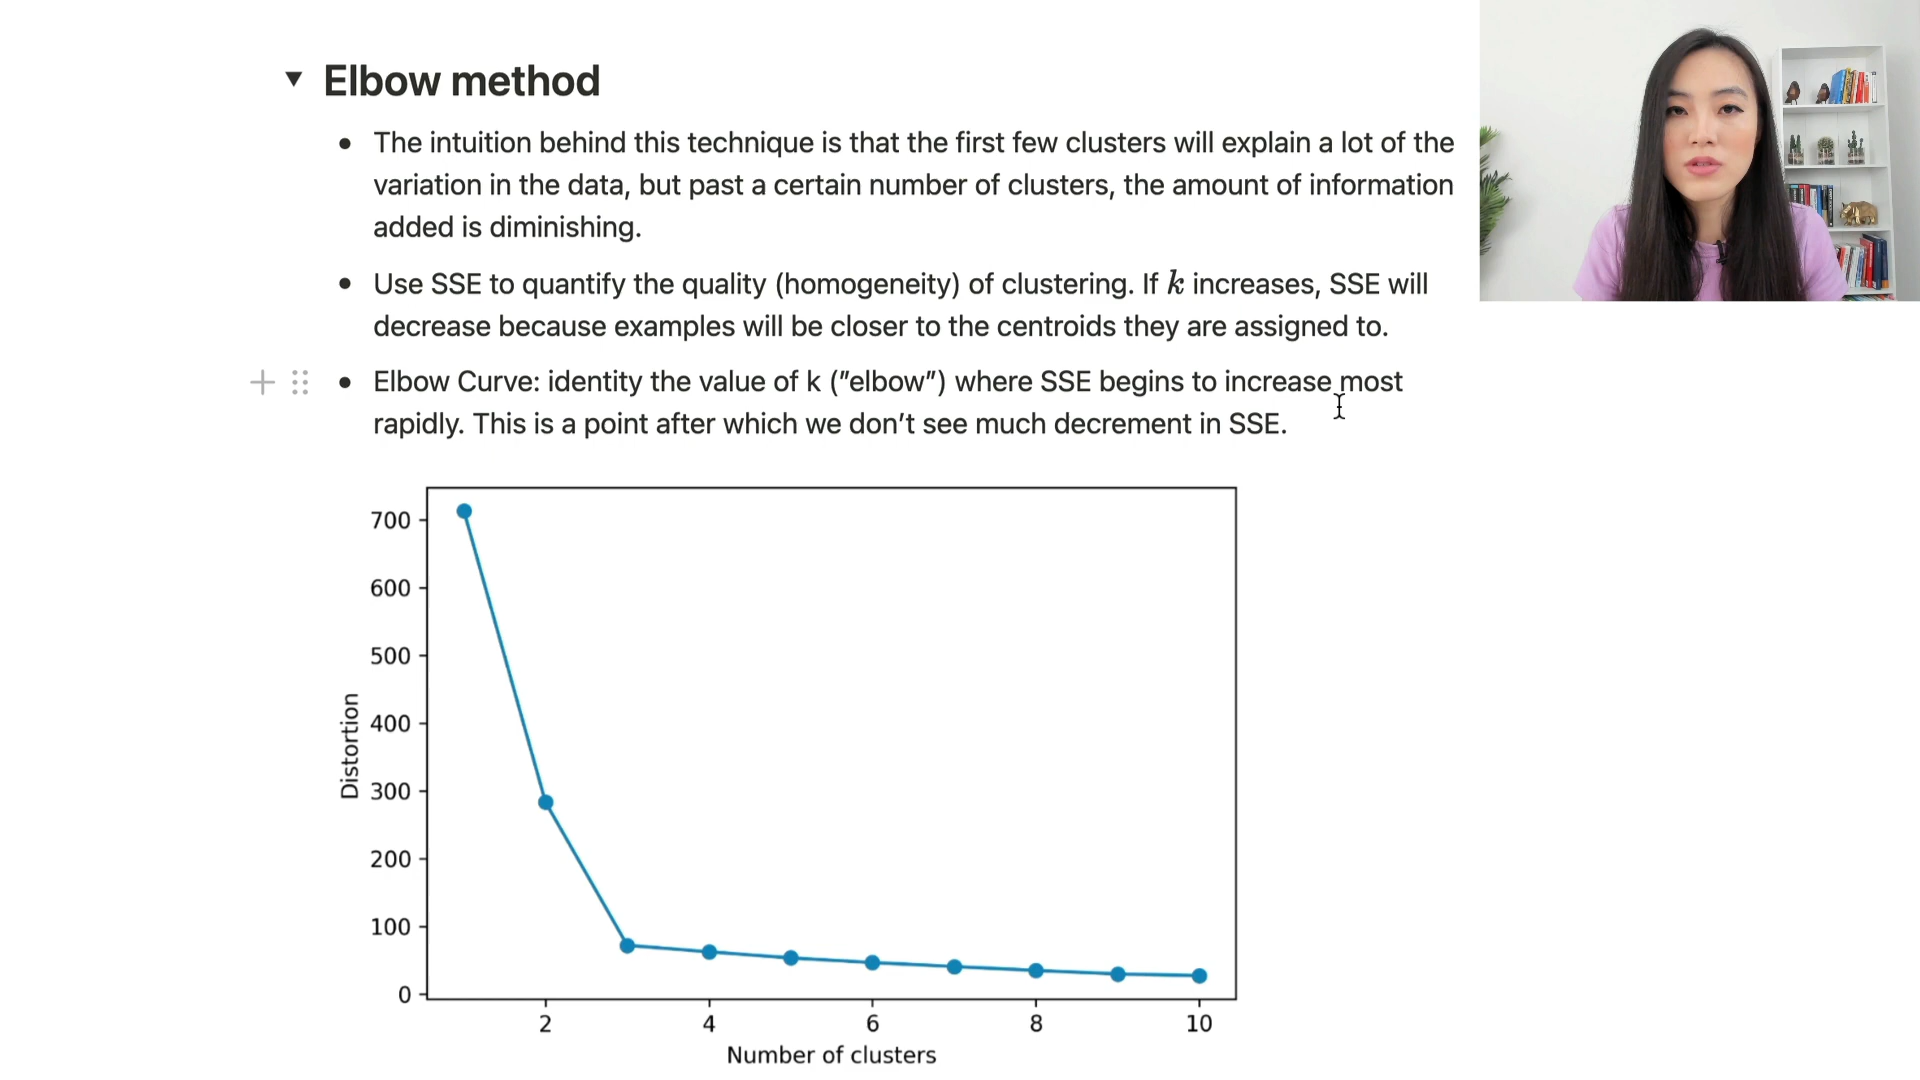 Elbow method
The intuition behind this technique is that the first few clusters will explain a lot of the
variation in the data, but past a certain number of clusters, the amount of information
added is diminishing.
Use SSE to quantify the quality (homogeneity) of clustering. If k increases, SSE will
decrease because examples will be closer to the centroids they are assigned to.
Elbow Curve: identity the value of k ("elbow") where SSE begins to increase most
rapidly. This is a point after which we don't see much decrement in SSE.
700
600
500
400
300
200
100
0
Distortion
2 4 6 8 10
Number of clusters